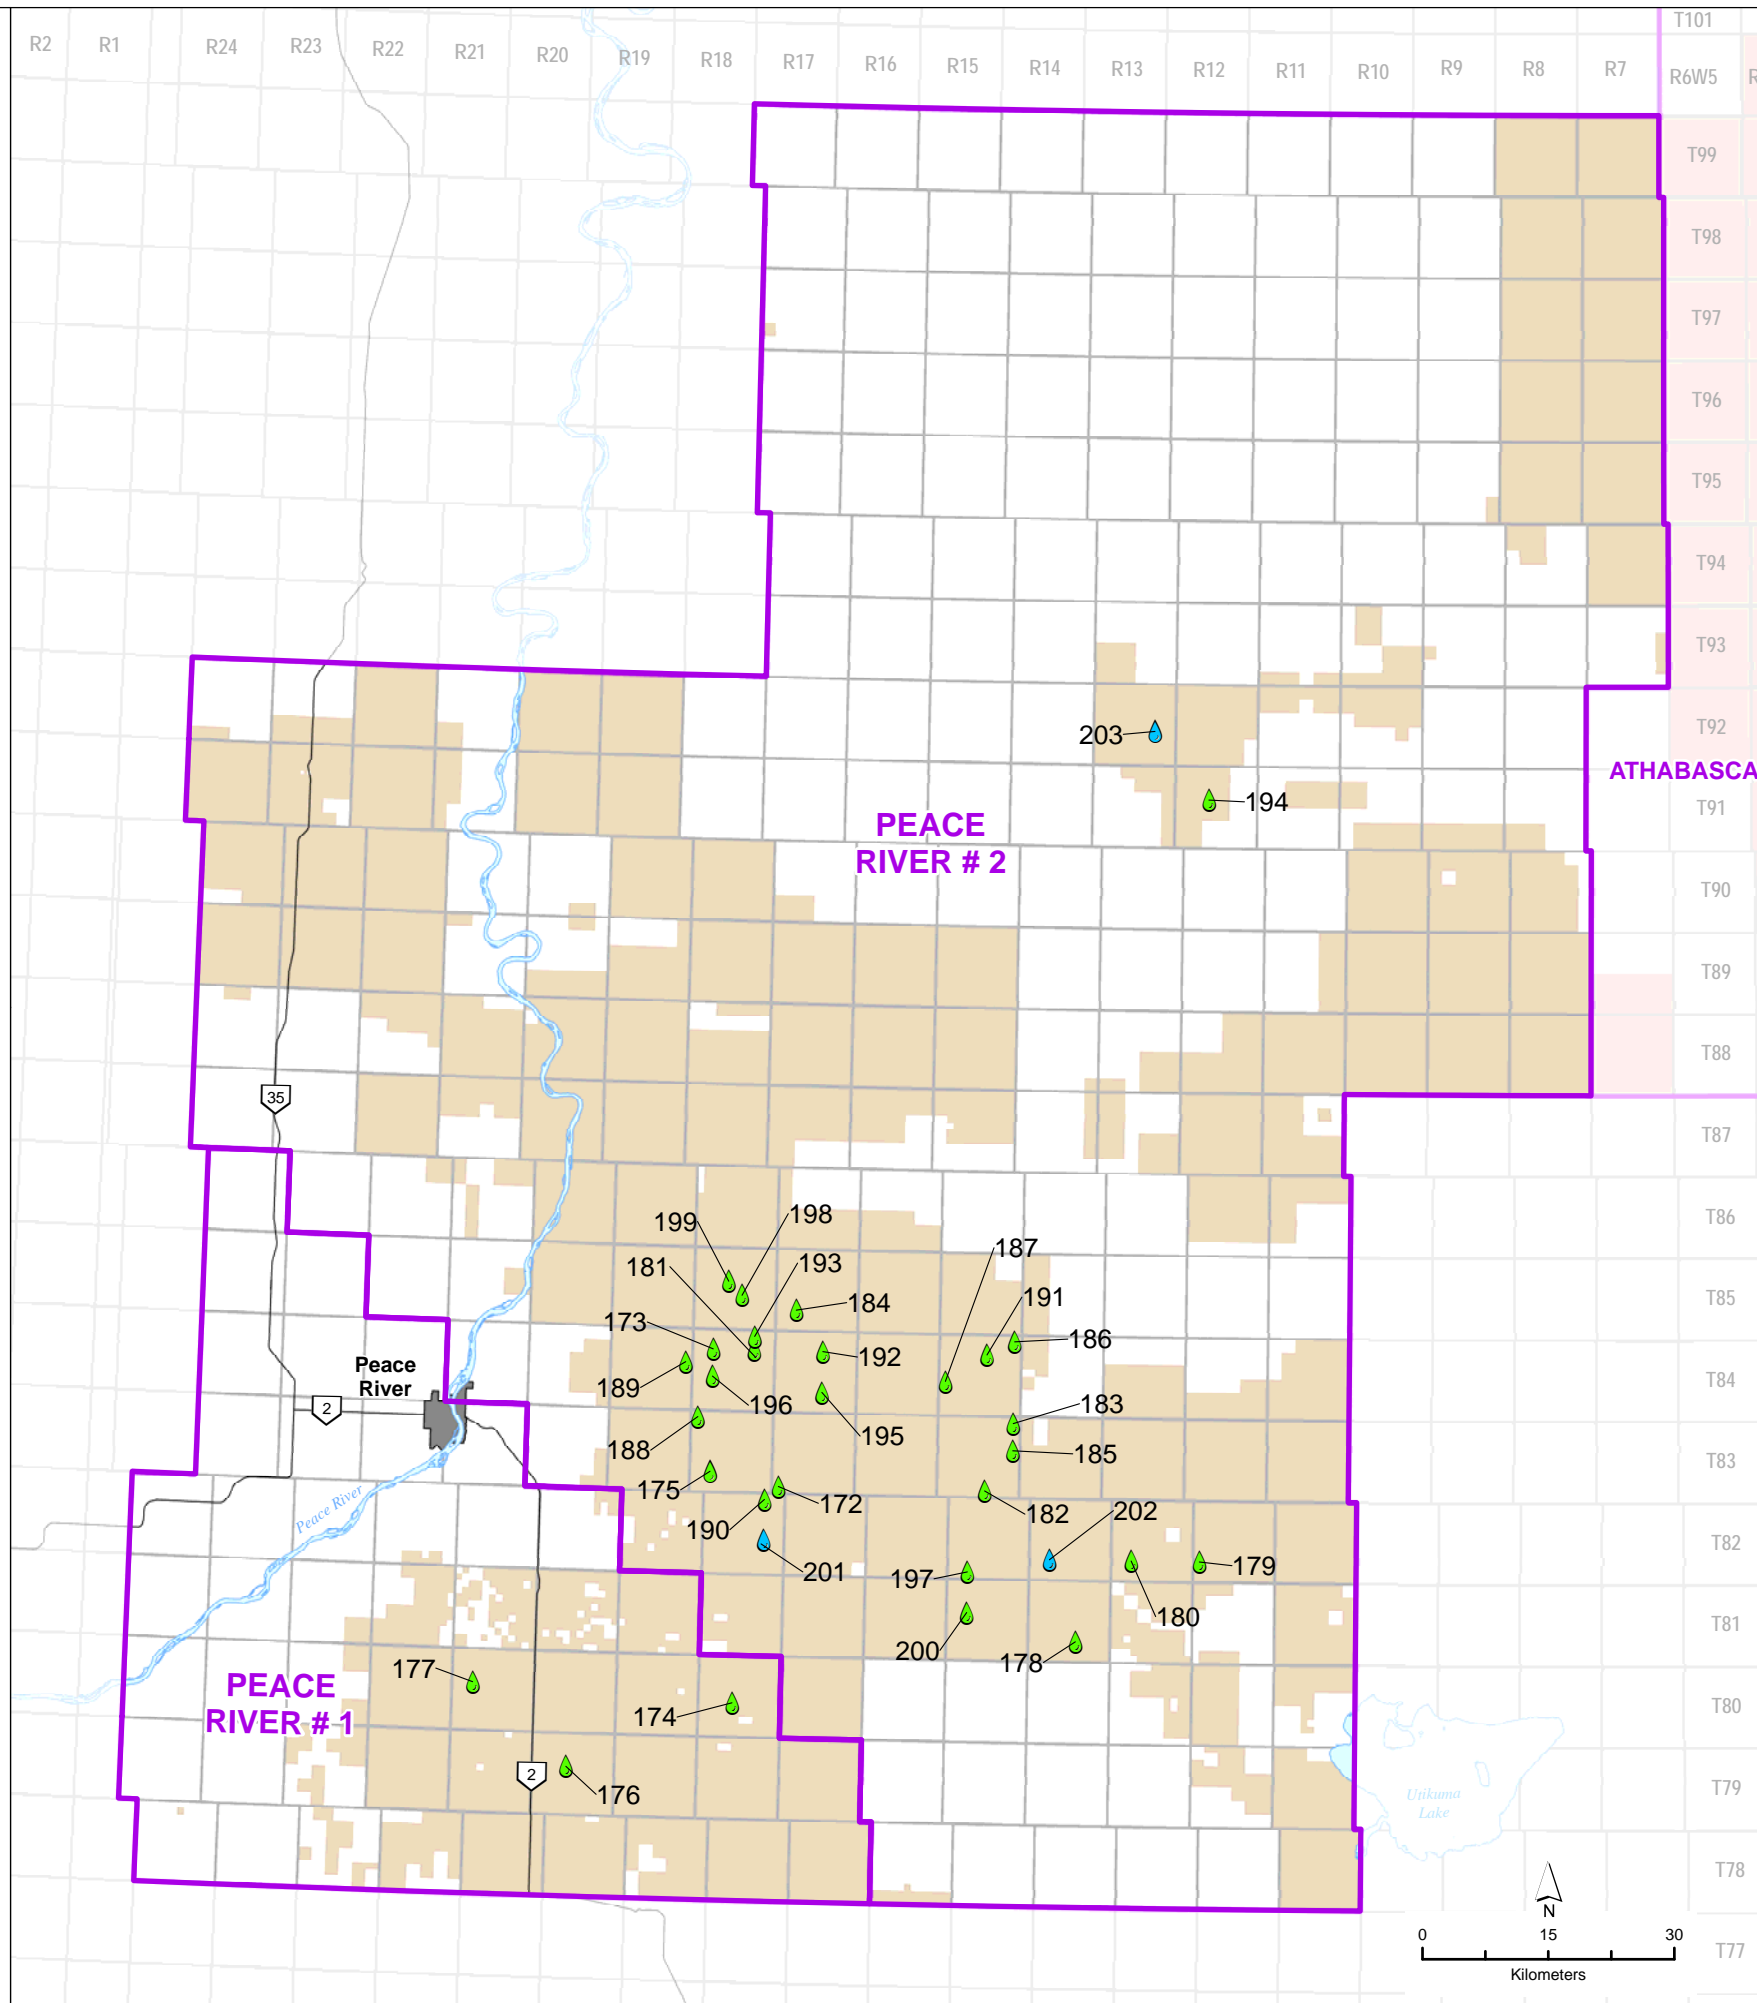 T101
R2
R1
R24
R23
R22
R21
R20
R19
R18
R17
R16
R15
R14
R13
R12
R11
R10
R9
R8
R7
R6W5
R
T99
T98
T97
T96
T95
T94
T93
T92
203
ATHABASCA
194
T91
PEACE
RIVER # 2
T90
T89
T88
35
T87
199
198
T86
187
181
193
191
184
T85
173
186
Peace
River
192
189
T84
2
196
183
195
188
185
T83
175
172
182
202
Peace River
190
T82
201
197
179
180
T81
200
178
177
PEACE
RIVER # 1
174
T80
2
176
T79
Utikuma
Lake
T78
N
0
15
30
T77
Kilometers